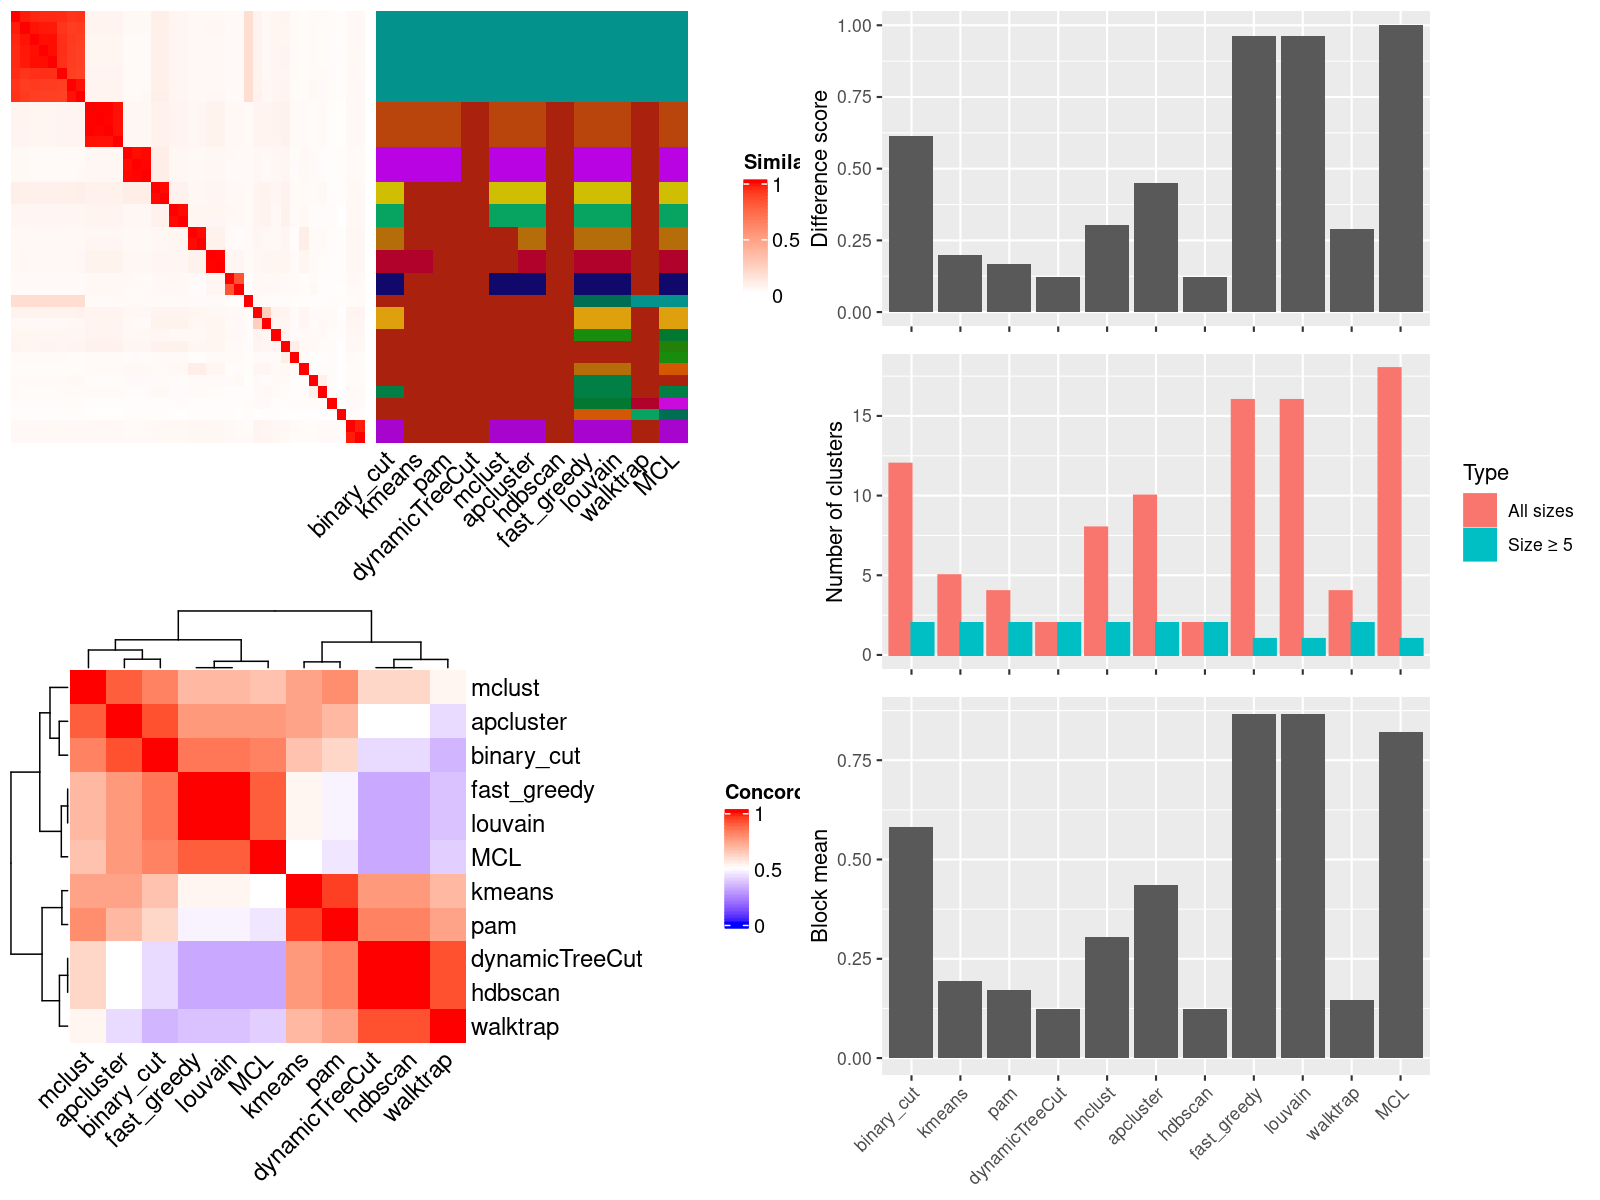 Simila
1
0.5
0
binary_cut
kmeans
pam
dynamicTreeCut
mclust
apcluster
hdbscan
fast_greedy
louvain
walktrap
MCL
mclust
apcluster
binary_cut
fast_greedy
louvain
MCL
kmeans
pam
dynamicTreeCut
hdbscan
walktrap
mclust
apcluster
binary_cut
fast_greedy
louvain
MCL
kmeans
pam
dynamicTreeCut
hdbscan
walktrap
Concord
1
0.5
0
Difference score
1.00
0.75
0.50
0.25
0.00
Number of clusters
15
10
5
0
Type
All sizes
Size ≥ 5
Block mean
0.75
0.50
0.25
0.00
binary_cut
kmeans
pam
dynamicTreeCut
mclust
apcluster
hdbscan
fast_greedy
louvain
walktrap
MCL